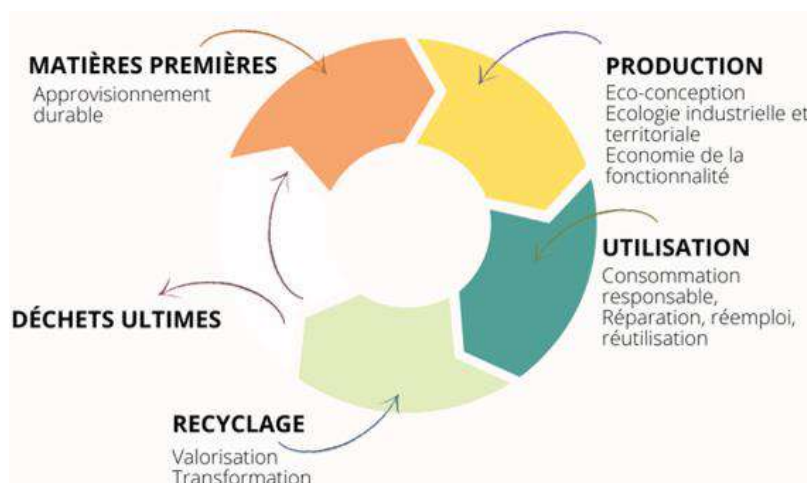 MATIÈRES PREMIÈRES
Approvisionnement
durable
PRODUCTION
Eco-conception
Ecologie industrielle et
territoriale
Economie de la
fonctionnalité
UTILISATION
Consommation
responsable,
Réparation, réemploi,
réutilisation
DÉCHETS ULTIMES
RECYCLAGE
Valorisation
Transformation